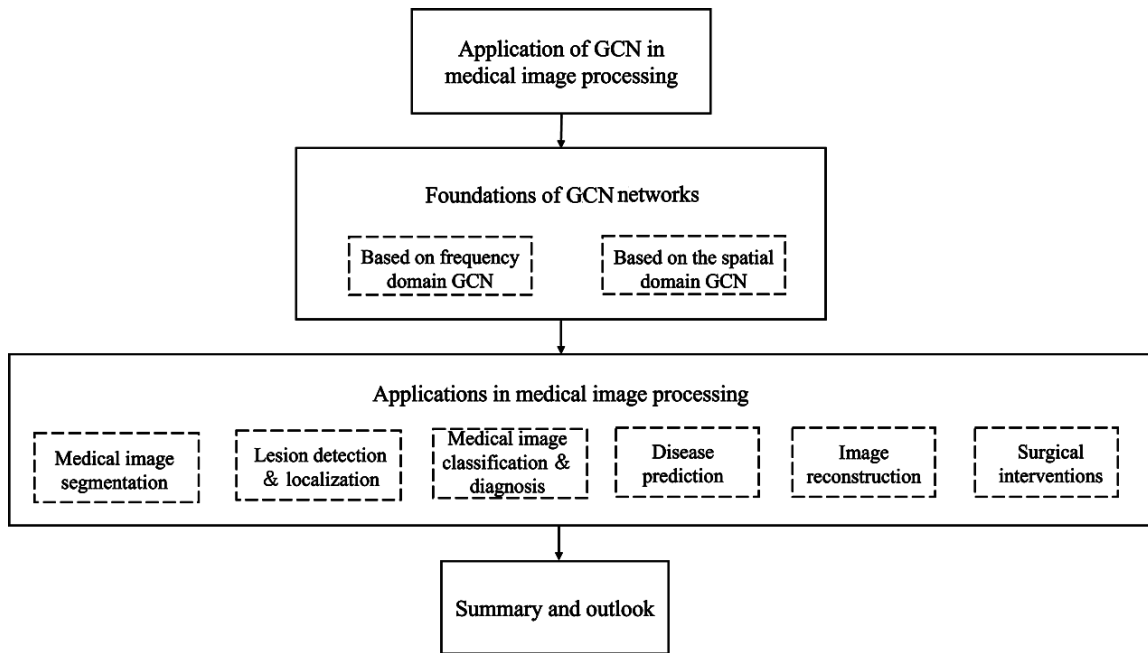 Application of GCN in
medical image processing
Foundations of GCN networks
Based on frequency
domain GCN
Based on the spatial
domain GCN
Applications in medical image processing
Medical image
segmentation
Lesion detection
& localization
Medical image
classification &
diagnosis
Disease
prediction
Image
reconstruction
Surgical
interventions
Summary and outlook